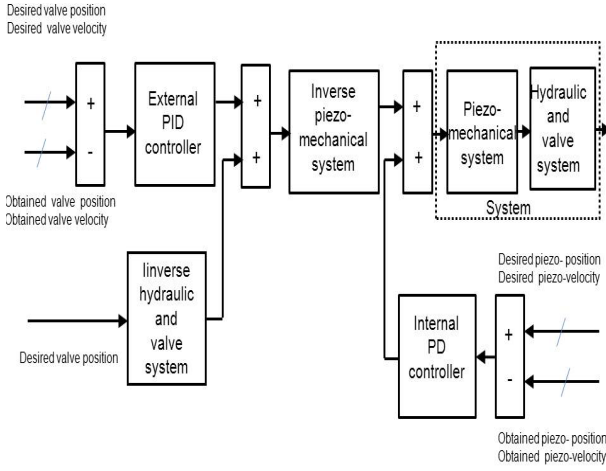 Desired valve position
Desired valve velocity
+
-
Obtained valve position
Obtained valve velocity
External
PID
controller
+
+
Inverse
piezo-
mechanical
system
+
+
Piezo-
mechanical
system
Hydraulic
and
valve
system
System
Iinverse
hydraulic
and
valve
system
Desired valve position
Internal
PD
controller
+
-
Desired piezo- position
Desired piezo-velocity
Obtained piezo- position
Obtained piezo-velocity